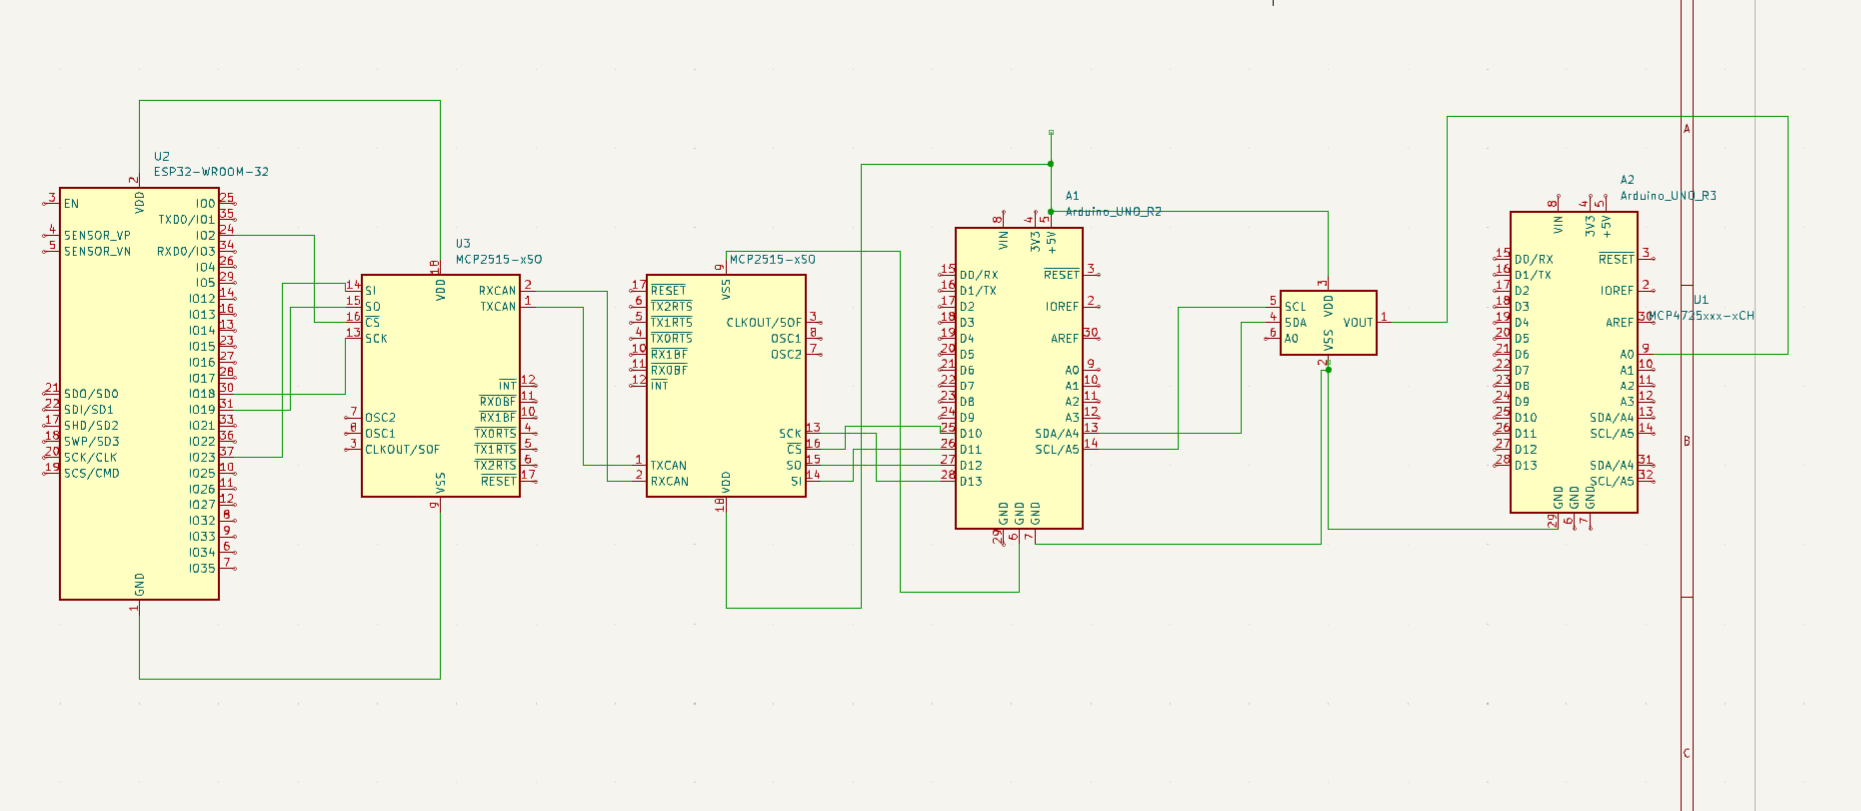 U2
ESP32-WROOM-32
2
VDD
3
EN
4
SENSOR_VP
5
SENSOR_VN
21
SDO/SD0
22
SDI/SD1
17
SHD/SD2
18
SWP/SD3
20
SCK/CLK
19
SCS/CMD
IO0
25
TXD0/IO1
35
IO2
24
RXD0/IO3
34
IO4
26
IO5
29
IO12
14
IO13
16
IO14
13
IO15
23
IO16
27
IO17
28
IO18
30
IO19
31
IO21
33
IO22
36
IO23
37
IO25
10
IO26
11
IO27
12
IO32
8
IO33
9
IO34
6
IO35
7
GND
1
U3
MCP2515-xSO
18
VDD
14
SI
15
SO
16
CS
13
SCK
7
OSC2
8
OSC1
3
CLKOUT/SOF
RXCAN
2
TXCAN
1
INT
12
RX0BF
11
RX1BF
10
TX0RTS
4
TX1RTS
5
TX2RTS
6
RESET
17
VSS
9
MCP2515-xSO
9
VSS
17
RESET
6
TX2RTS
5
TX1RTS
4
TX0RTS
10
RX1BF
11
RX0BF
12
INT
1
TXCAN
2
RXCAN
CLKOUT/SOF
3
OSC1
8
OSC2
7
SCK
13
CS
16
SO
15
SI
14
VDD
18
A1
Arduino_UNO_R2
8
VIN
4
3V3
5
+5V
15
D0/RX
16
D1/TX
17
D2
18
D3
19
D4
20
D5
21
D6
22
D7
23
D8
24
D9
25
D10
26
D11
27
D12
28
D13
RESET
3
IOREF
2
AREF
30
A0
9
A1
10
A2
11
A3
12
SDA/A4
13
SCL/A5
14
GND
29
GND
6
GND
7
3
VDD
5
SCL
4
SDA
6
A0
VOUT
1
VSS
2
A2
Arduino_UNO_R3
8
VIN
4
3V3
5
+5V
15
D0/RX
16
D1/TX
17
D2
18
D3
19
D4
20
D5
21
D6
22
D7
23
D8
24
D9
25
D10
26
D11
27
D12
28
D13
RESET
3
IOREF
2
AREF
30
A0
9
A1
10
A2
11
A3
12
SDA/A4
13
SCL/A5
14
SDA/A4
31
SCL/A5
32
GND
29
GND
6
GND
7
U1
MCP4725xxx-xCH
A
B
C